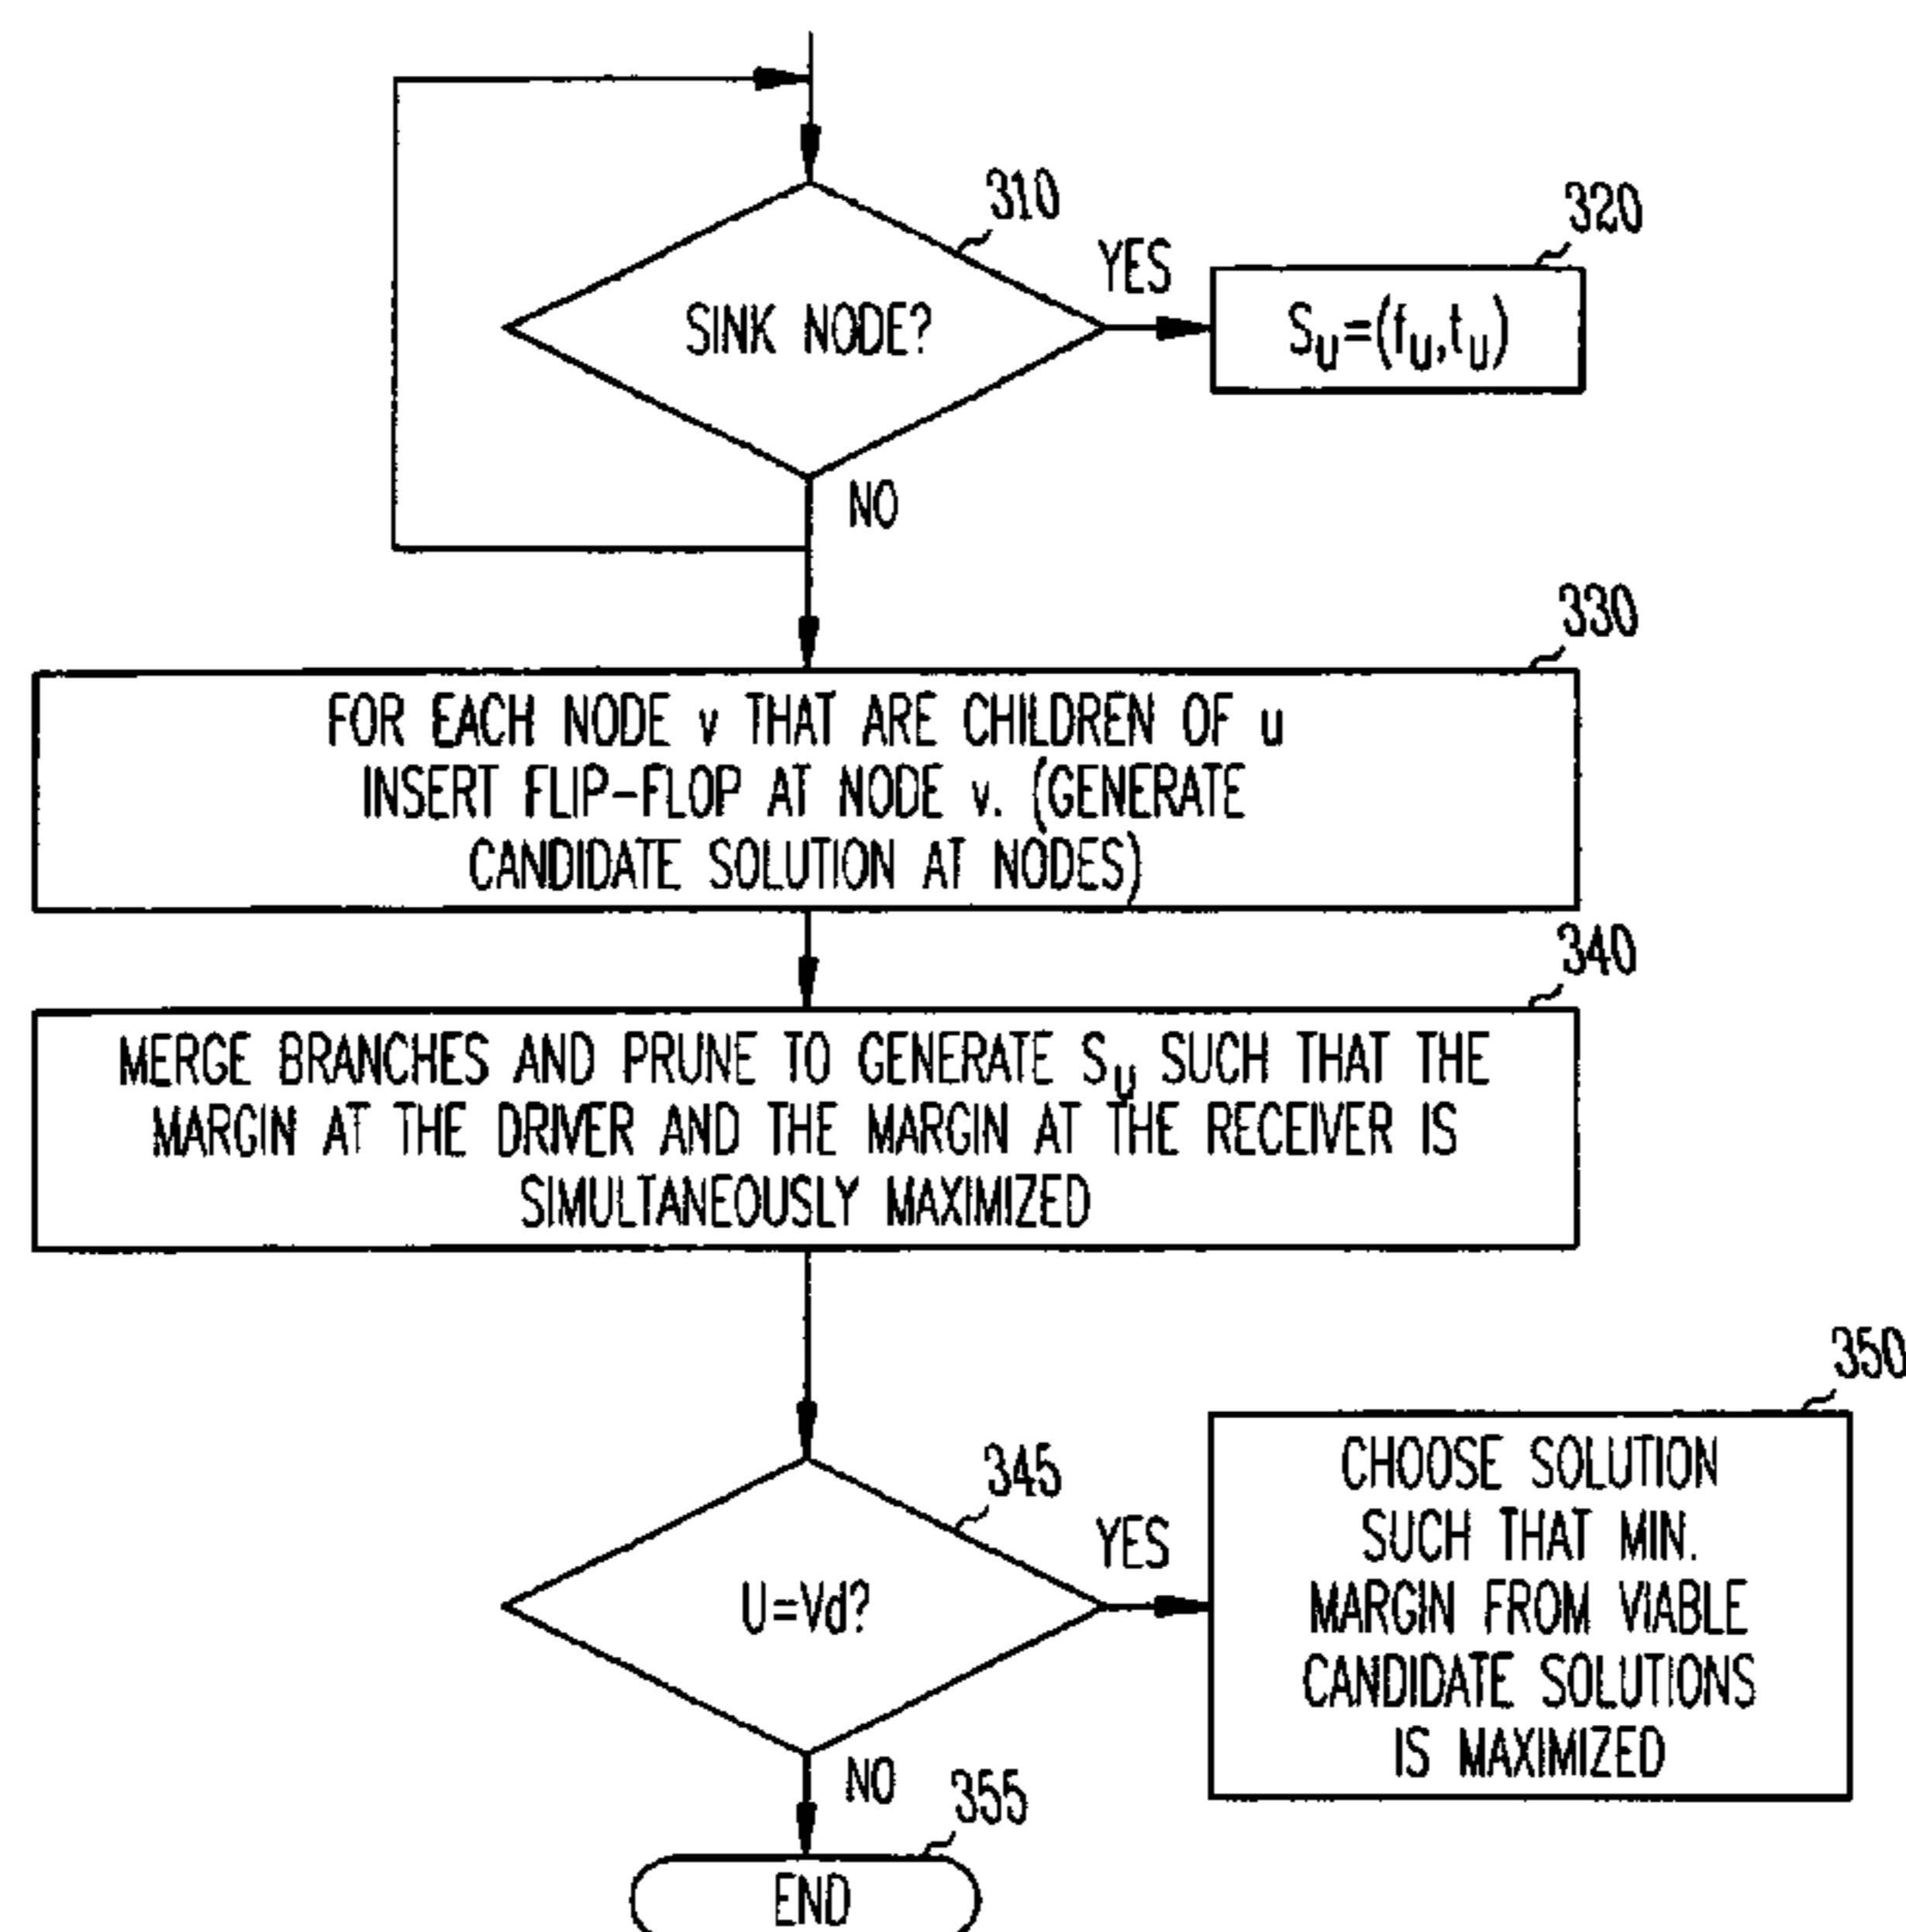 310
320
YES
SINK NODE?
S_U=(f_U,t_U)
NO
330
FOR EACH NODE v THAT ARE CHILDREN OF u
INSERT FLIP-FLOP AT NODE v. (GENERATE
CANDIDATE SOLUTION AT NODES)
340
MERGE BRANCHES AND PRUNE TO GENERATE S_U SUCH THAT THE
MARGIN AT THE DRIVER AND THE MARGIN AT THE RECEIVER IS
SIMULTANEOUSLY MAXIMIZED
350
345
YES
U=Vd?
CHOOSE SOLUTION
SUCH THAT MIN.
MARGIN FROM VIABLE
CANDIDATE SOLUTIONS
IS MAXIMIZED
NO
355
END